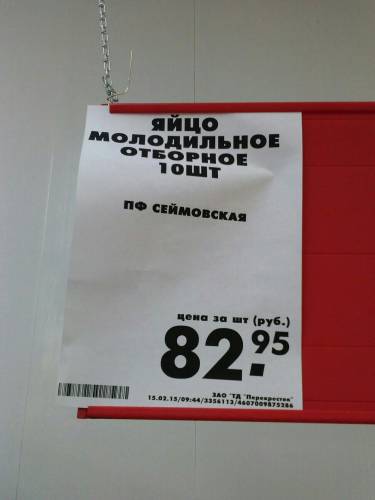 ЯЙЦО
МОЛОДИЛЬНОЕ
ОТБОРНОЕ
10ШТ
ПФ СЕЙМОВСКАЯ
цена за шт (руб.)
82.95
ЗАО "ТД "Перекресток"
15.02.15/09:44/3356112/4607009875286